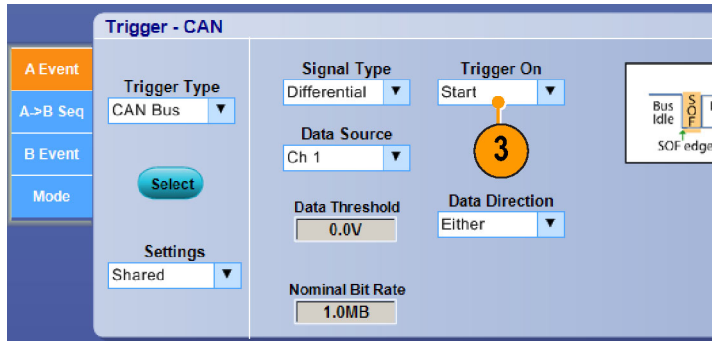 Trigger - CAN
A Event
A->B Seq
B Event
Mode
Trigger Type
CAN Bus
Select
Settings
Shared
Signal Type
Differential
Data Source
Ch 1
Data Threshold
0.0V
Nominal Bit Rate
1.0MB
Trigger On
Start
3
Data Direction
Either
Bus
Idle
SOF
SOF edge